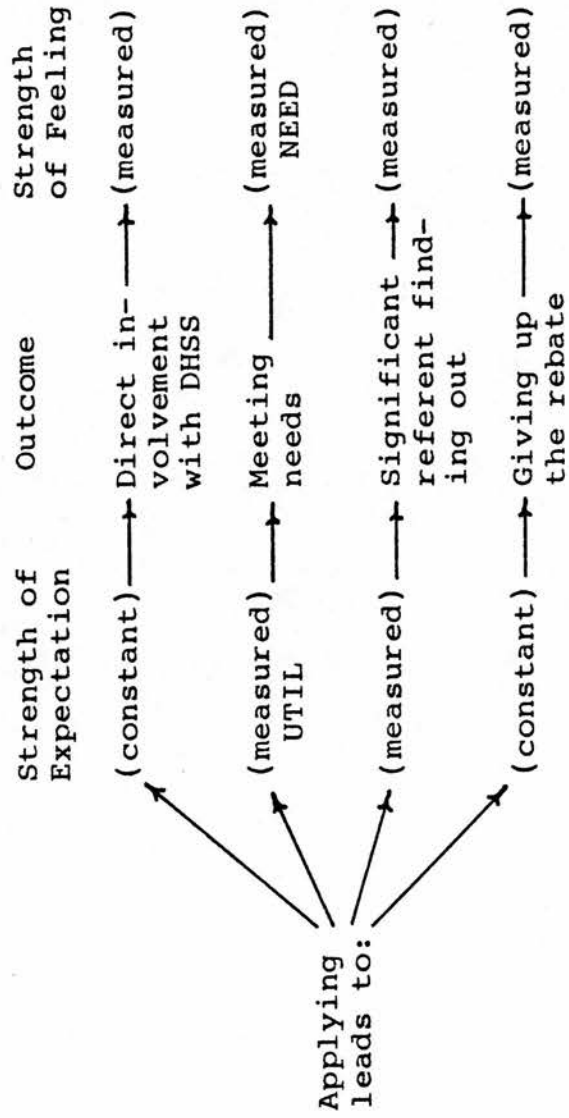 Strength of
Expectation
Outcome
Strength
of Feeling
Applying
leads to:
(constant)
Direct in-
volvement
with DHSS
(measured)
(measured)
UTIL
Meeting
needs
(measured)
NEED
(measured)
Significant
referent find-
ing out
(measured)
(constant)
Giving up
the rebate
(measured)